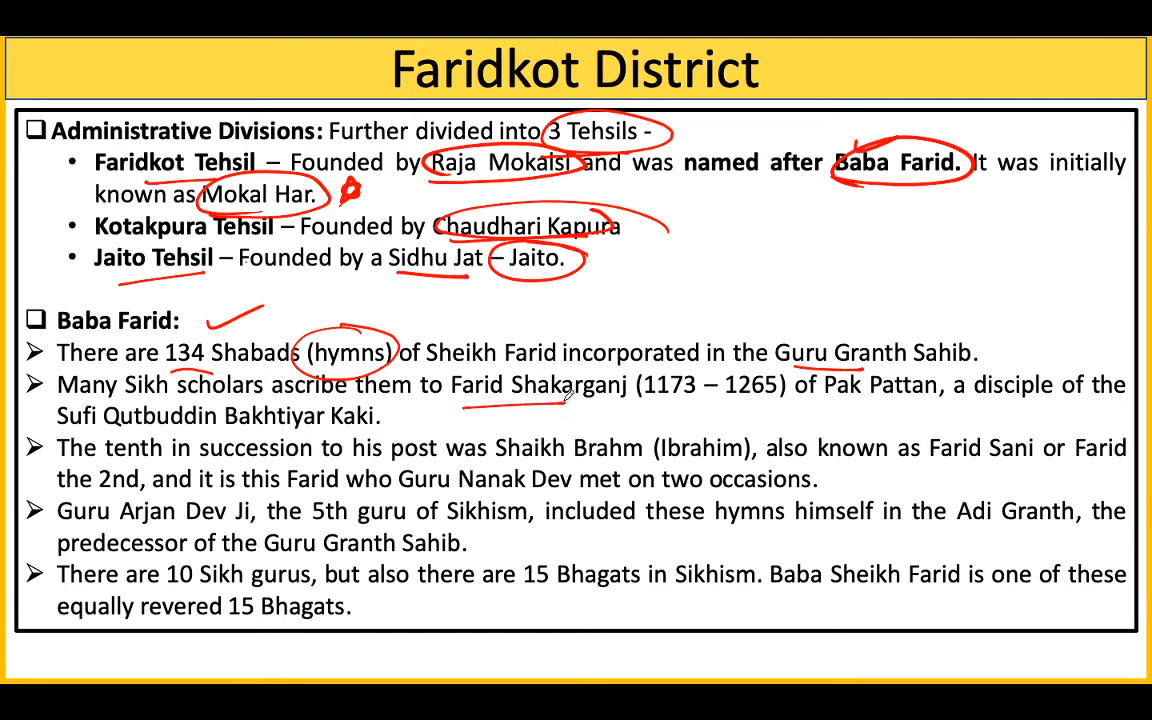 Faridkot District
❑ Administrative Divisions: Further divided into 3 Tehsils -
• Faridkot Tehsil – Founded by Raja Mokalsi and was named after Baba Farid. It was initially
known as Mokal Har.
• Kotakpura Tehsil – Founded by Chaudhari Kapura
• Jaito Tehsil – Founded by a Sidhu Jat – Jaito.
❑ Baba Farid:
➢ There are 134 Shabads (hymns) of Sheikh Farid incorporated in the Guru Granth Sahib.
➢ Many Sikh scholars ascribe them to Farid Shakarganj (1173 – 1265) of Pak Pattan, a disciple of the
Sufi Qutbuddin Bakhtiyar Kaki.
➢ The tenth in succession to his post was Shaikh Brahm (Ibrahim), also known as Farid Sani or Farid
the 2nd, and it is this Farid who Guru Nanak Dev met on two occasions.
➢ Guru Arjan Dev Ji, the 5th guru of Sikhism, included these hymns himself in the Adi Granth, the
predecessor of the Guru Granth Sahib.
➢ There are 10 Sikh gurus, but also there are 15 Bhagats in Sikhism. Baba Sheikh Farid is one of these
equally revered 15 Bhagats.